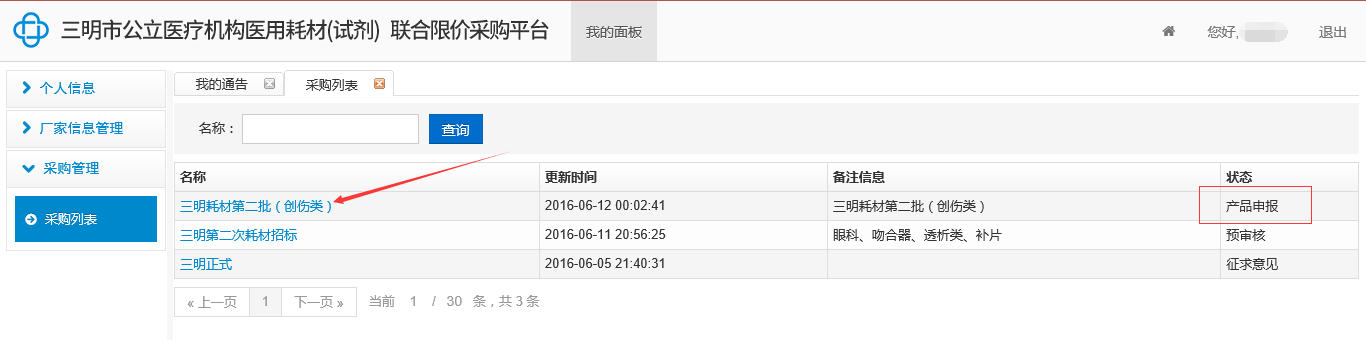 三明市公立医疗机构医用耗材(试剂) 联合限价采购平台 我的面板 您好, 退出
个人信息
厂家信息管理
采购管理
采购列表
我的通告 采购列表
名称： 查询
名称 更新时间 备注信息 状态
三明耗材第二批（创伤类） 2016-06-12 00:02:41 三明耗材第二批（创伤类） 产品申报
三明第二次耗材招标 2016-06-11 20:56:25 眼科、吻合器、透析类、补片 预审核
三明正式 2016-06-05 21:40:31 征求意见
« 上一页 1 下一页 » 当前 1 / 30 条，共 3 条